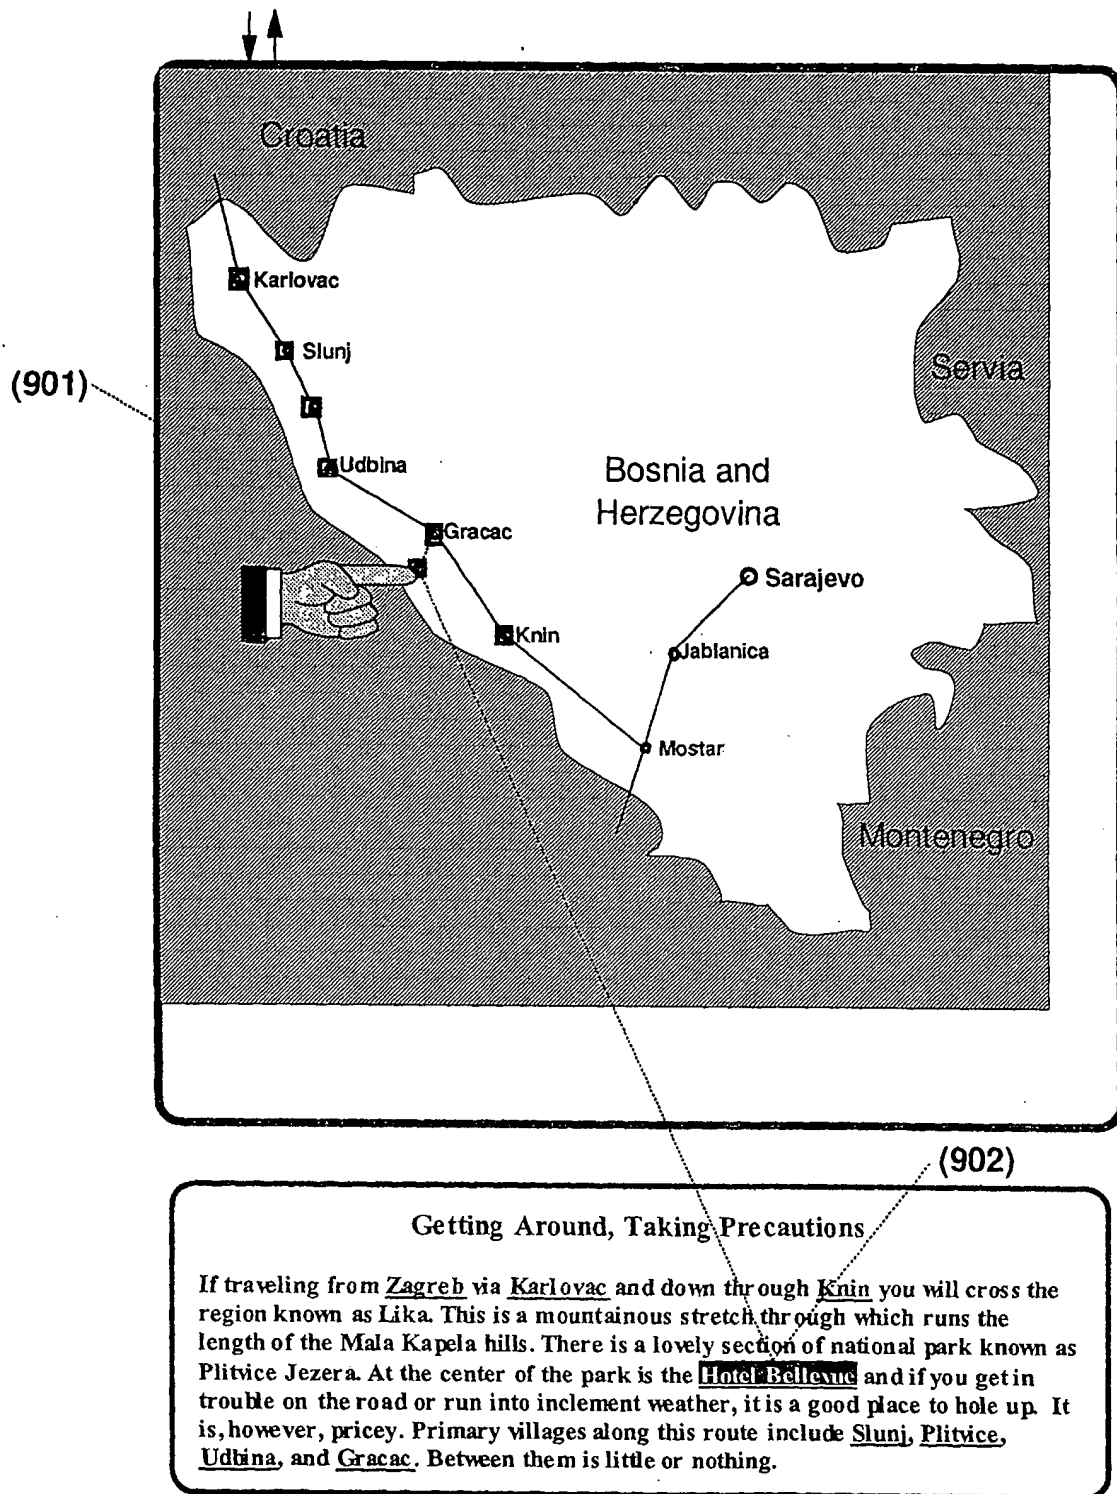 Croatia
Karlovac
Slunj
Servia
(901)
Udbina
Bosnia and
Herzegovina
Gracac
Sarajevo
Knin
Jablanica
Mostar
Montenegro
(902)
Getting Around, Taking Precautions
If traveling from Zagreb via Karlovac and down through Knin you will cross the
region known as Lika. This is a mountainous stretch through which runs the
length of the Mala Kapela hills. There is a lovely section of national park known as
Plitvice Jezera. At the center of the park is the Hotel Bellevue and if you get in
trouble on the road or run into inclement weather, it is a good place to hole up. It
is, however, pricey. Primary villages along this route include Slunj, Plitvice,
Udbina, and Gracac. Between them is little or nothing.